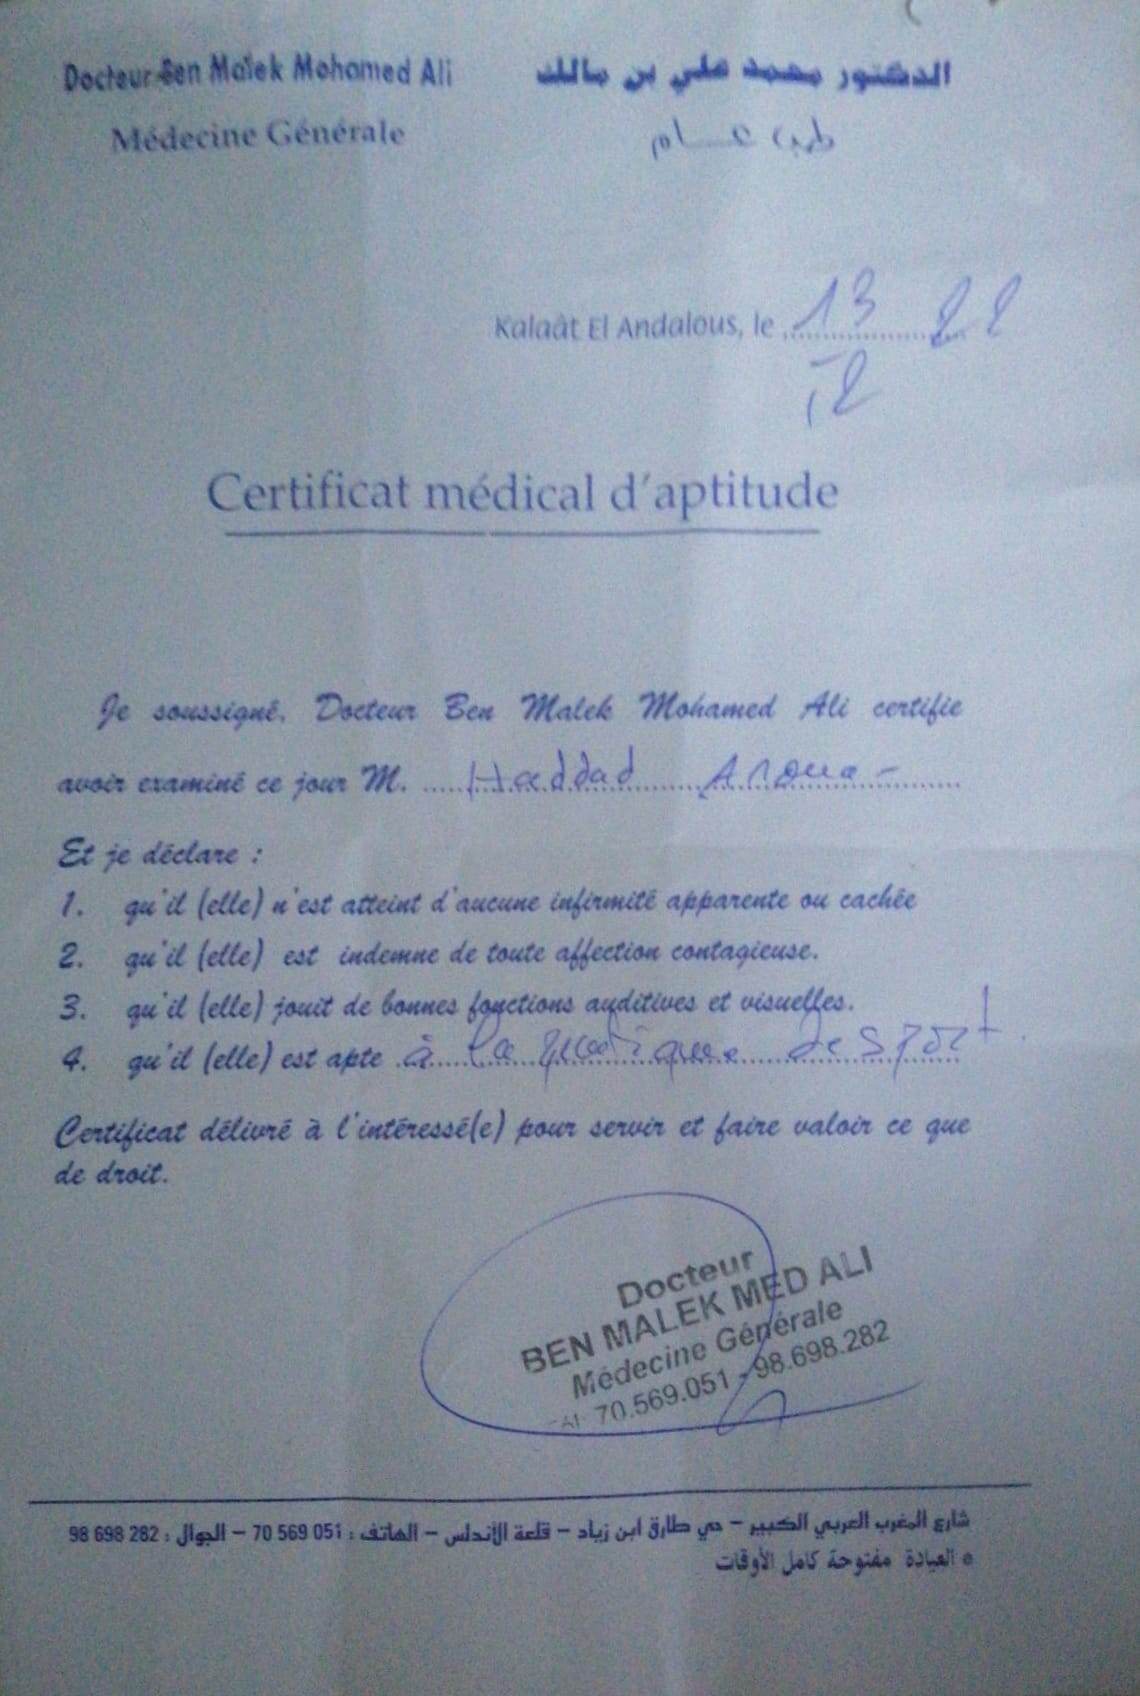 Docteur Ben Malek Mohamed Ali
الدكتور محمد علي بن مالك
Médecine Générale
طب عــــام
Kalaât El Andalous, le 13 22
12
Certificat médical d'aptitude
Je soussigné, Docteur Ben Malek Mohamed Ali certifie
avoir examiné ce jour M. Haddad Aroua
Et je déclare :
1. qu'il (elle) n'est atteint d'aucune infirmité apparente ou cachée
2. qu'il (elle) est indemne de toute affection contagieuse.
3. qu'il (elle) jouit de bonnes fonctions auditives et visuelles.
4. qu'il (elle) est apte à la pratique de sport
Certificat délivré à l'intéressé(e) pour servir et faire valoir ce que
de droit.
Docteur
BEN MALEK MED ALI
Médecine Générale
70.569.051 - 98.698.282
شارع المغرب العربي الكبير – حي طارق ابن زياد – قلعة الأندلس – الهاتف : 051 569 70 – الجوال : 282 698 98
العيادة مفتوحة كامل الأوقات